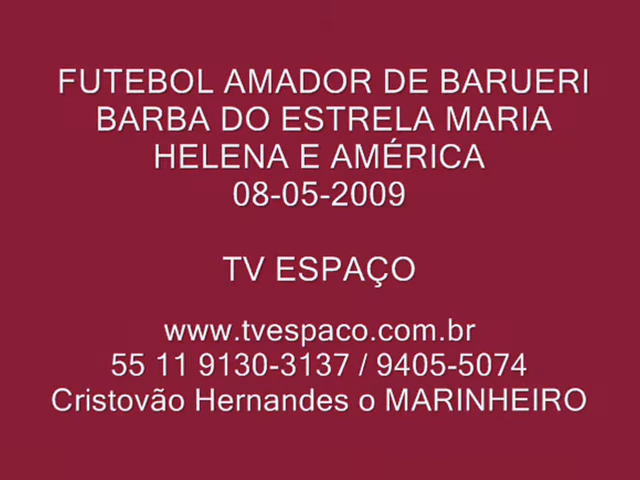 FUTEBOL AMADOR DE BARUERI
BARBA DO ESTRELA MARIA
HELENA E AMÉRICA
08-05-2009
TV ESPAÇO
www.tvespaco.com.br
55 11 9130-3137 / 9405-5074
Cristovão Hernandes o MARINHEIRO